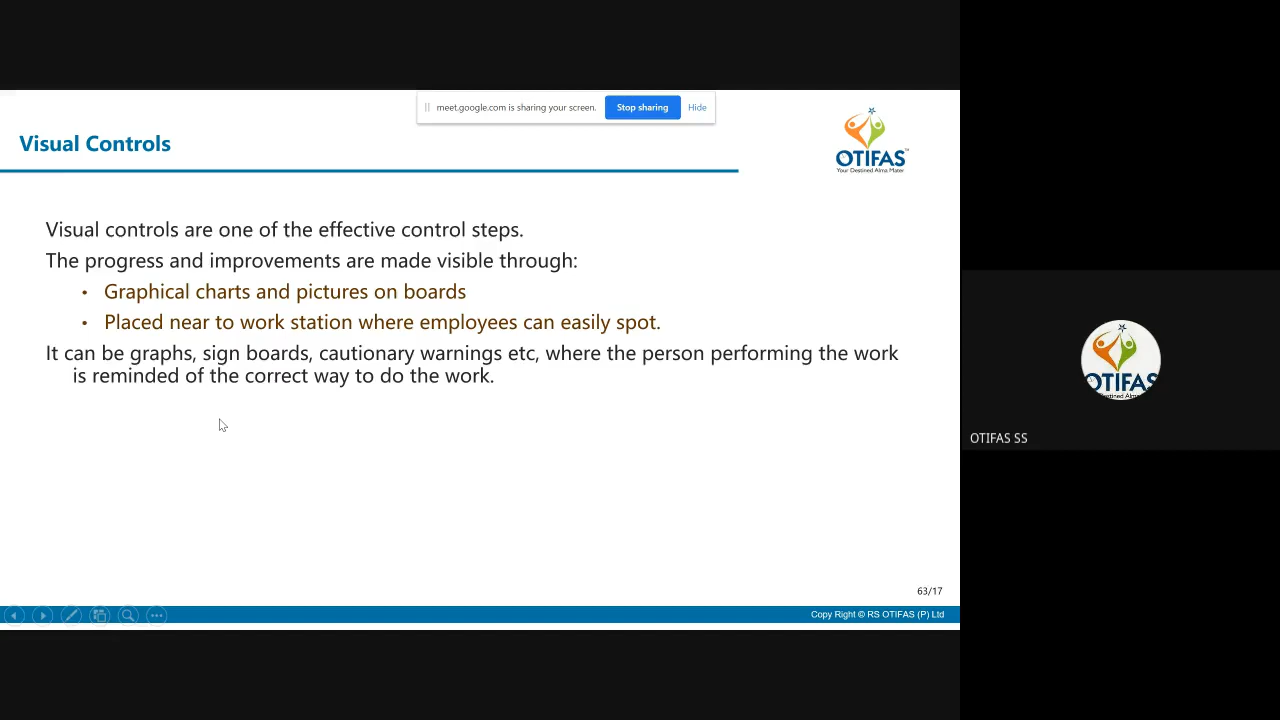 meet.google.com is sharing your screen. Stop sharing Hide
Visual Controls
OTIFAS™
Your Destined Alma Mater
Visual controls are one of the effective control steps.
The progress and improvements are made visible through:
• Graphical charts and pictures on boards
• Placed near to work station where employees can easily spot.
It can be graphs, sign boards, cautionary warnings etc, where the person performing the work
is reminded of the correct way to do the work.
OTIFAS
Destined Alma
OTIFAS SS
63/17
Copy Right © RS OTIFAS (P) Ltd